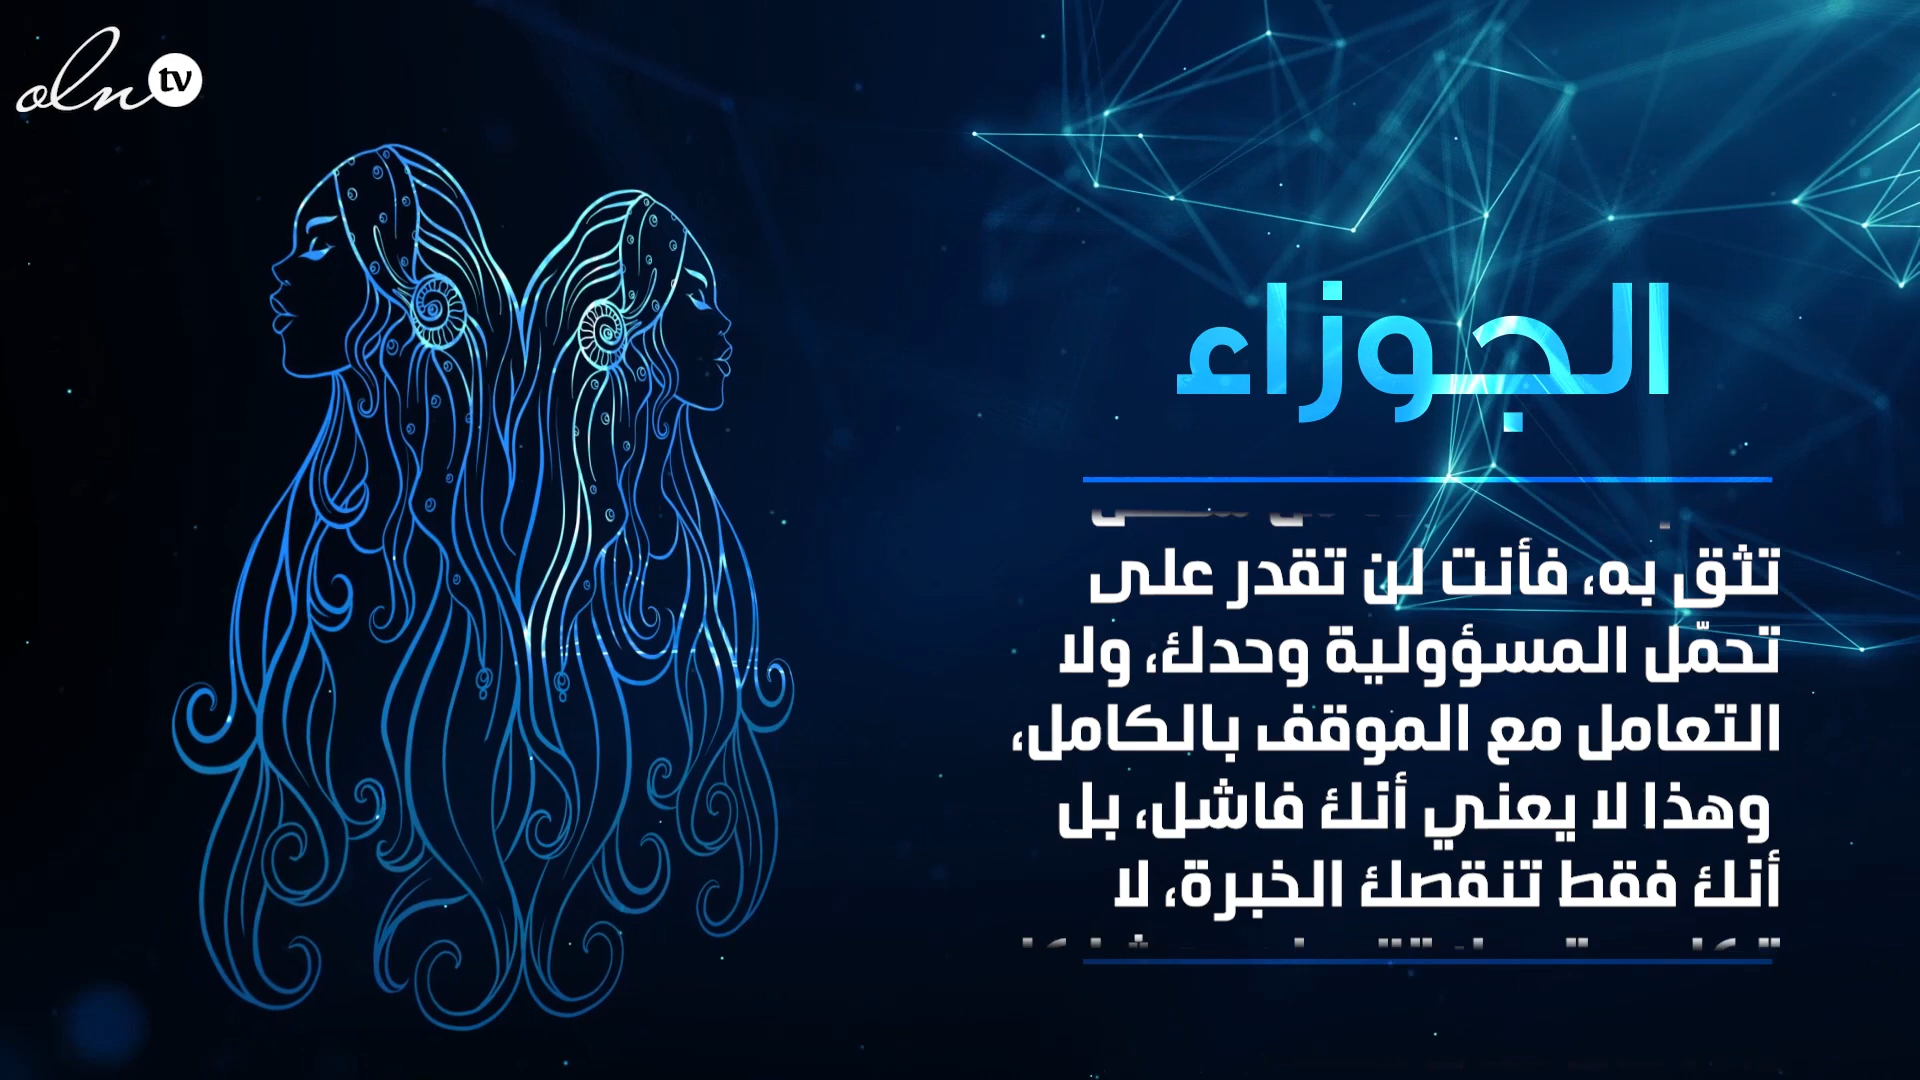 oln tv
الجوزاء
تثق به، فأنت لن تقدر على
تحمّل المسؤولية وحدك، ولا
التعامل مع الموقف بالكامل،
وهذا لا يعني أنك فاشل، بل
أنك فقط تنقصك الخبرة، لا